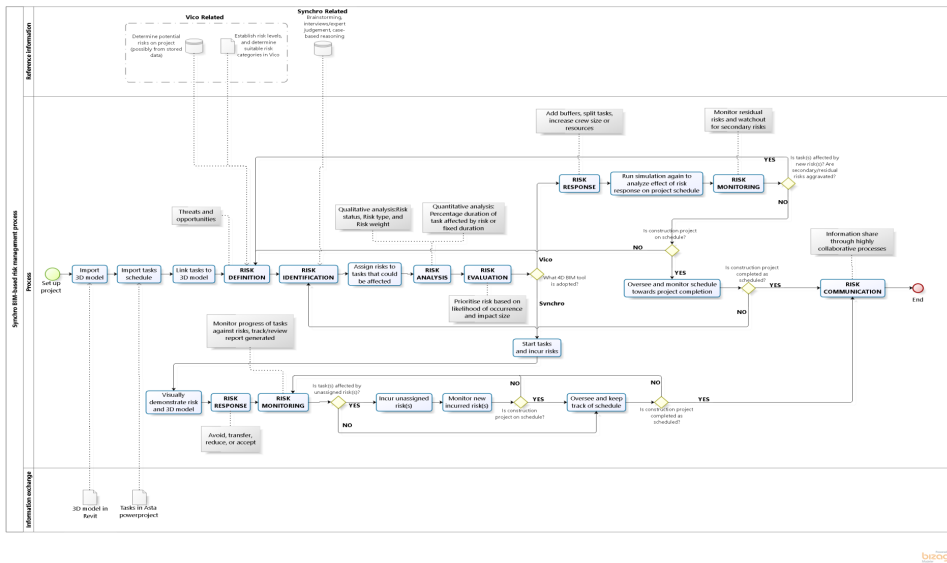 Synchro BIM-based risk management process
Reference information
Vico Related
Determine potential
risks on project
(possibly from stored
data)
Establish risk levels,
and determine
suitable risk
categories in Vico
Synchro Related
Brainstorming,
interviews/expert
judgement, case-
based reasoning
Process
Add buffers, split tasks,
increase crew size or
resources
Monitor residual
risks and watchout
for secondary risks
YES
Is task(s) affected by
new risk(s)? Are
secondary/residual
risks aggravated?
RISK
RESPONSE
Run simulation again to
analyze effect of risk
response on project schedule
RISK
MONITORING
NO
Threats and
opportunities
Qualitative analysis:Risk
status, Risk type, and
Risk weight
Quantitative analysis:
Percentage duration of
task affected by risk or
fixed duration
Is construction project
on schedule?
NO
YES
Information share
through highly
collaborative processes
Set up
project
Import
3D model
Import tasks
schedule
Link tasks to
3D model
RISK
DEFINITION
RISK
IDENTIFICATION
Assign risks to
tasks that could
be affected
RISK
ANALYSIS
RISK
EVALUATION
Vico
What 4D BIM tool
is adopted?
Synchro
Oversee and monitor schedule
towards project completion
Is construction project
completed as
scheduled?
YES
NO
RISK
COMMUNICATION
End
Prioritise risk based on
likelihood of occurrence
and impact size
Monitor progress of tasks
against risks, track/review
report generated
Start tasks
and incur risks
Visually
demonstrate risk
and 3D model
RISK
RESPONSE
RISK
MONITORING
Is task(s) affected by
unassigned risk(s)?
YES
NO
Incur unassigned
risk(s)
Monitor new
incurred risk(s)
NO
YES
Is construction
project on schedule?
Oversee and keep
track of schedule
NO
YES
Is construction project
completed as
scheduled?
Avoid, transfer,
reduce, or accept
Information exchange
3D model in
Revit
Tasks in Asta
powerproject